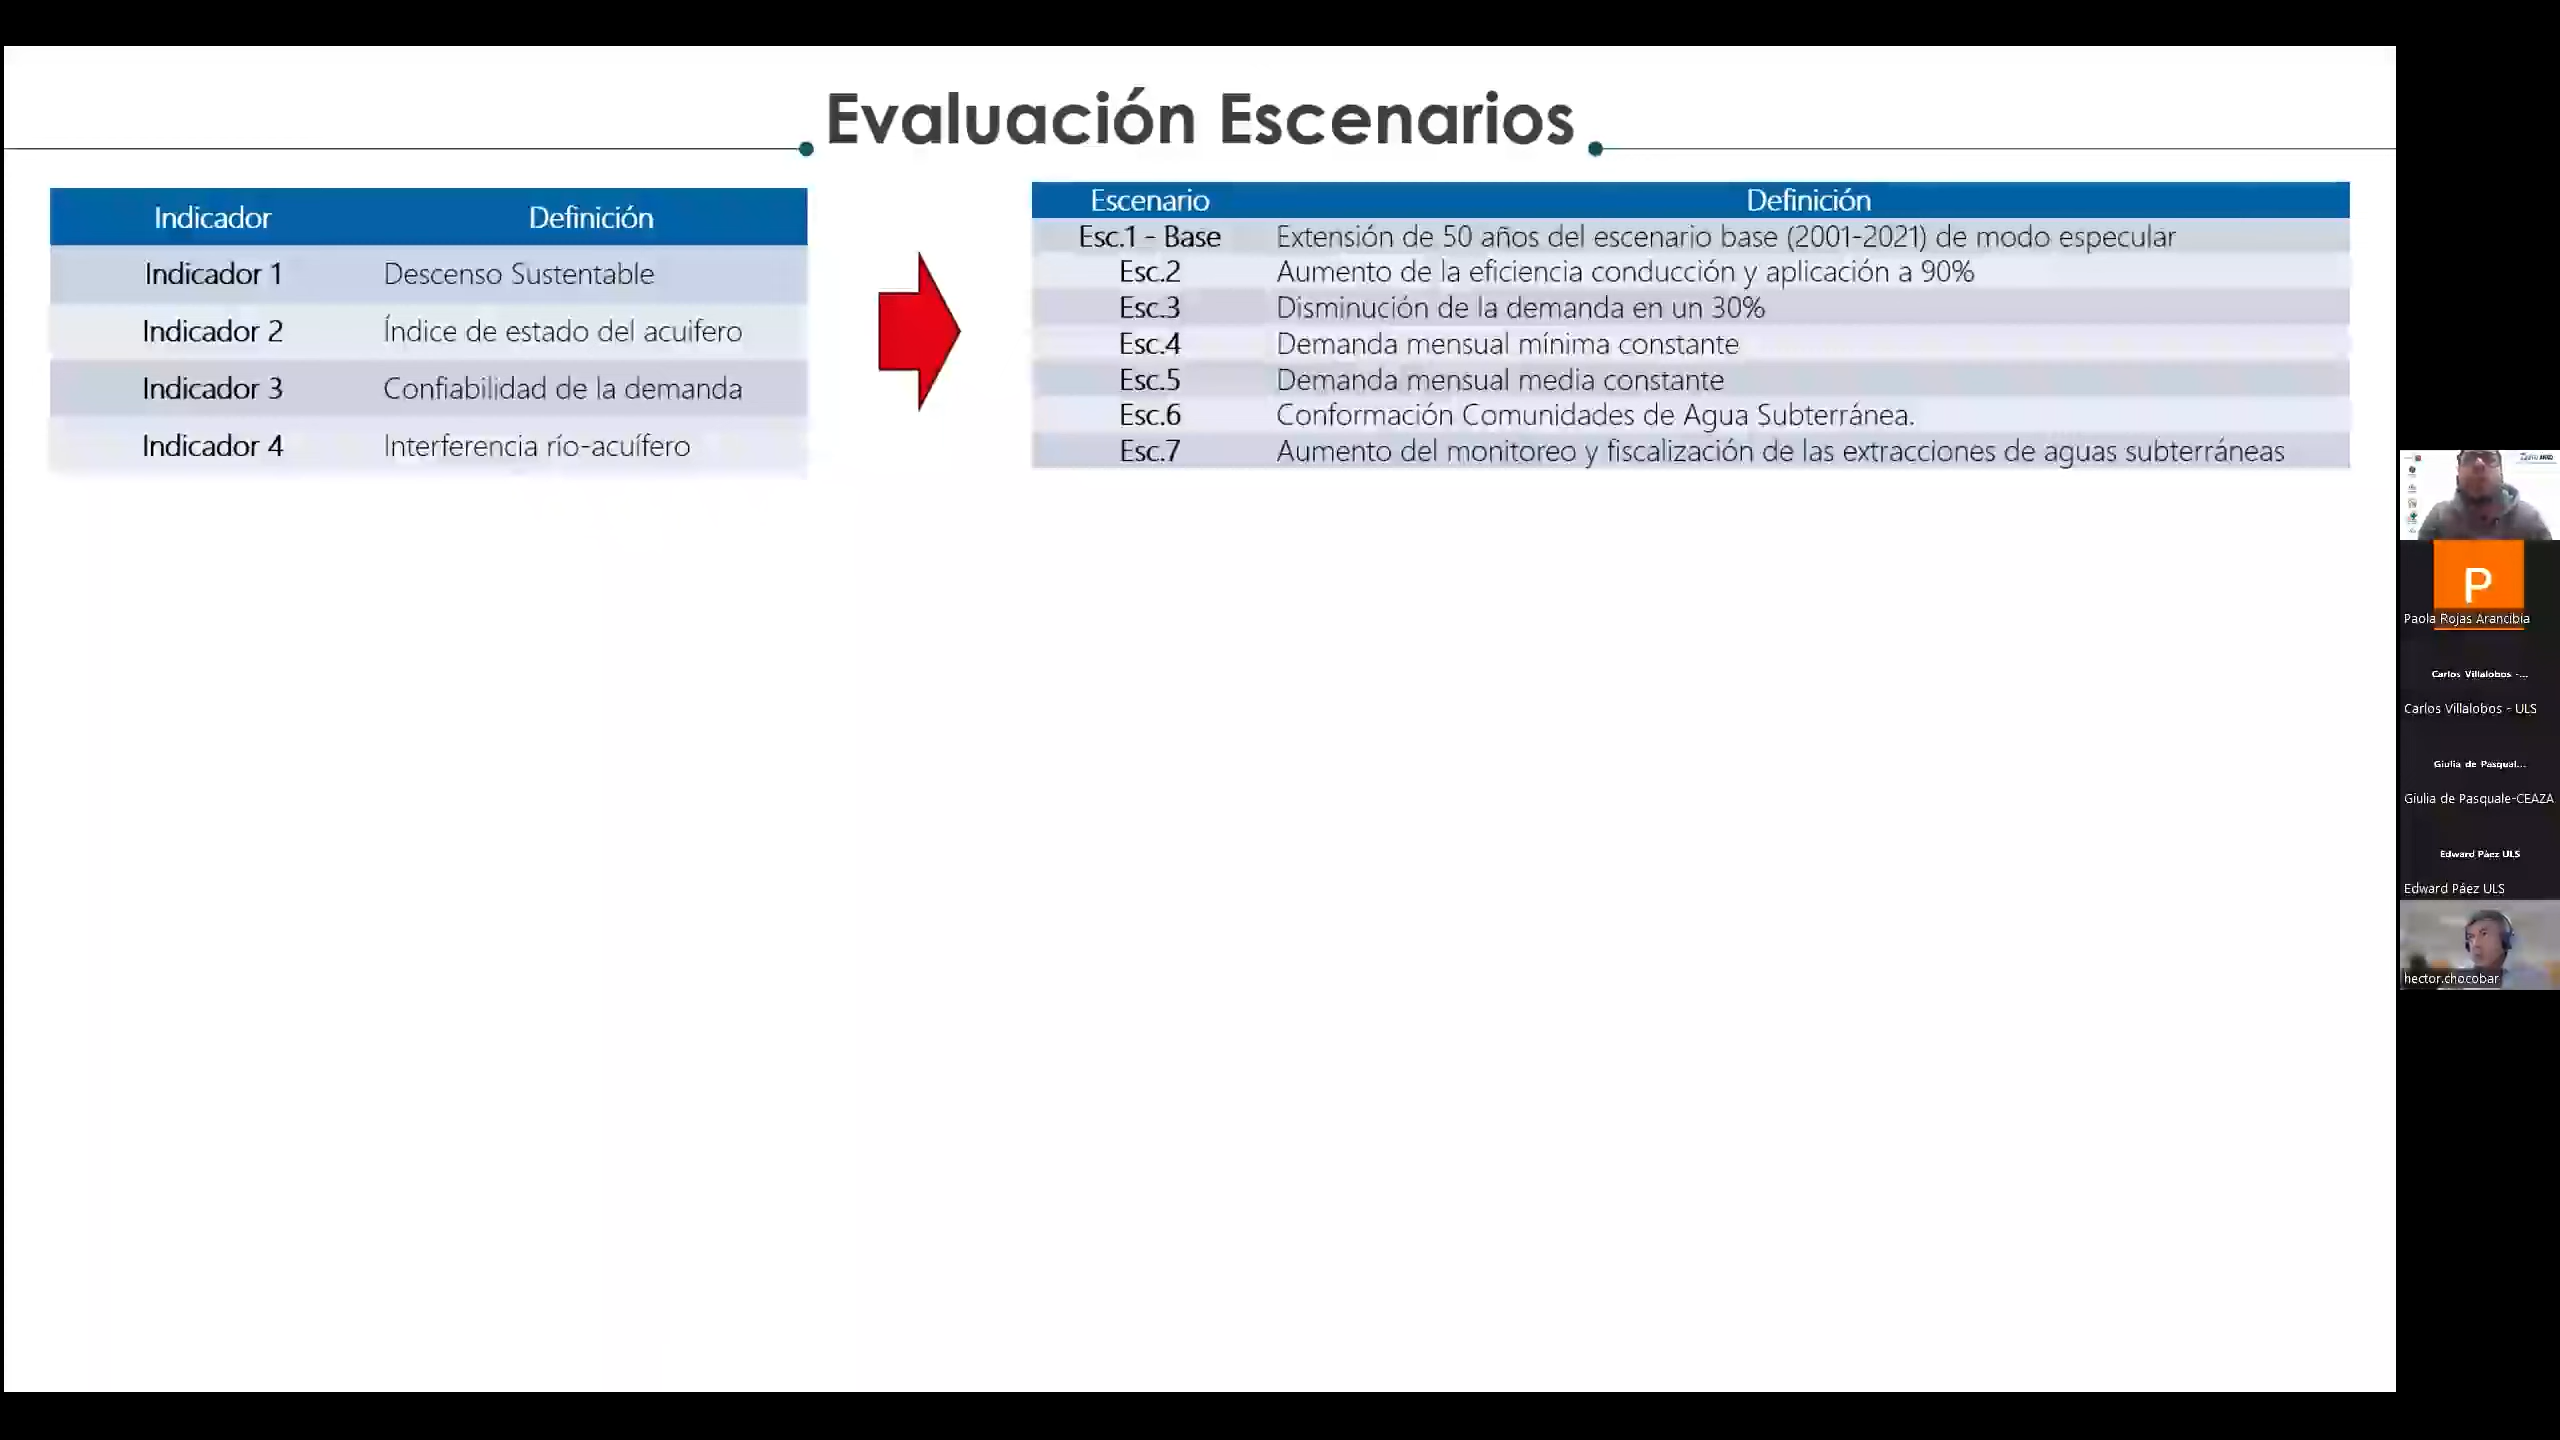 Evaluación Escenarios
Indicador Definición
Indicador 1 Descenso Sustentable
Indicador 2 Índice de estado del acuifero
Indicador 3 Confiabilidad de la demanda
Indicador 4 Interferencia río-acuífero
Escenario Definición
Esc.1 - Base Extensión de 50 años del escenario base (2001-2021) de modo especular
Esc.2 Aumento de la eficiencia conducción y aplicación a 90%
Esc.3 Disminución de la demanda en un 30%
Esc.4 Demanda mensual mínima constante
Esc.5 Demanda mensual media constante
Esc.6 Conformación Comunidades de Agua Subterránea.
Esc.7 Aumento del monitoreo y fiscalización de las extracciones de aguas subterráneas
P
Paola Rojas Arancibia
Carlos Villalobos -...
Carlos Villalobos - ULS
Giulia de Pasqual...
Giulia de Pasquale-CEAZA
Edward Páez ULS
Edward Páez ULS
hector.chocobar